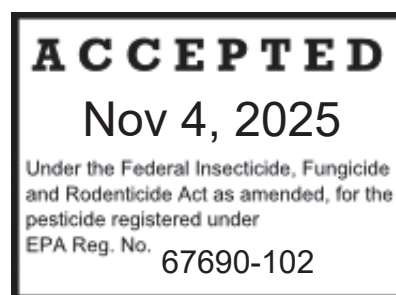 ACCEPTED
Nov 4, 2025
Under the Federal Insecticide, Fungicide
and Rodenticide Act as amended, for the
pesticide registered under
EPA Reg. No. 67690-102